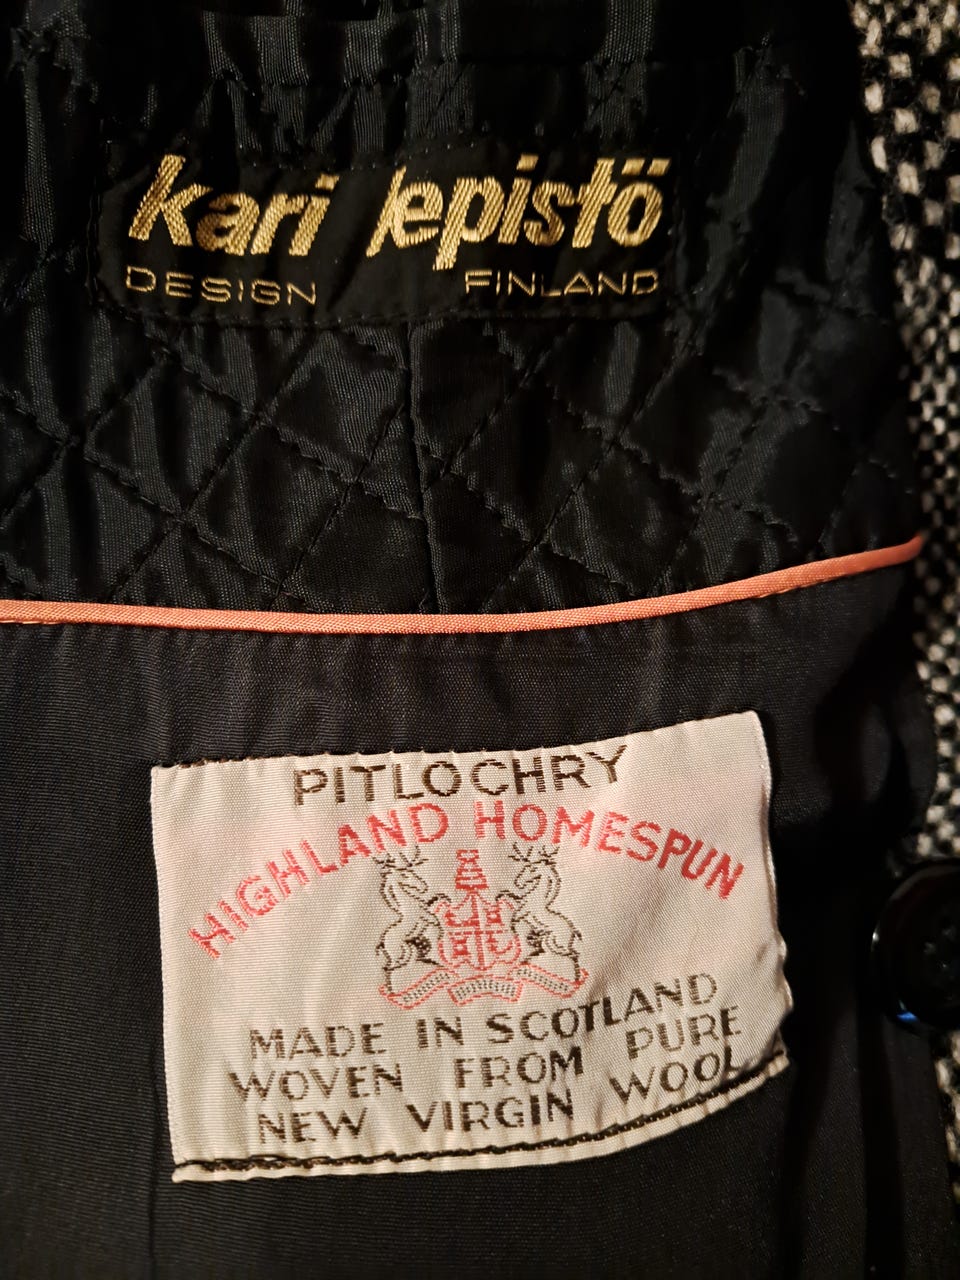 kari lepistö
DESIGN FINLAND
PITLOCHRY
HIGHLAND HOMESPUN
MADE IN SCOTLAND
WOVEN FROM PURE
NEW VIRGIN WOOL